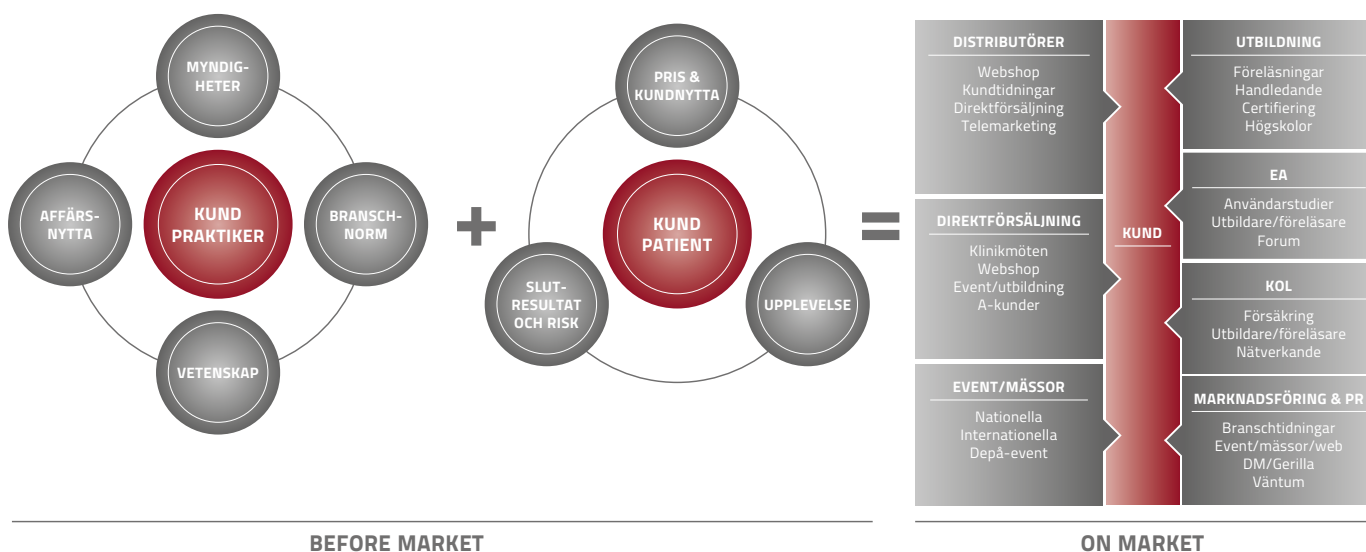 MYNDIG-
HETER
AFFÄRS-
NYTTA
KUND
PRAKTIKER
BRANSCH-
NORM
VETENSKAP
+
PRIS &
KUNDNYTTA
KUND
PATIENT
SLUT-
RESULTAT
OCH RISK
UPPLEVELSE
=
DISTRIBUTÖRER
Webshop
Kundtidningar
Direktförsäljning
Telemarketing
DIREKTFÖRSÄLJNING
Klinikmöten
Webshop
Event/utbildning
A-kunder
EVENT/MÄSSOR
Nationella
Internationella
Depå-event
KUND
UTBILDNING
Föreläsningar
Handledande
Certifiering
Högskolor
EA
Användarstudier
Utbildare/föreläsare
Forum
KOL
Försäkring
Utbildare/föreläsare
Nätverkande
MARKNADSFÖRING & PR
Branschtidningar
Event/mässor/web
DM/Gerilla
Väntum
BEFORE MARKET
ON MARKET